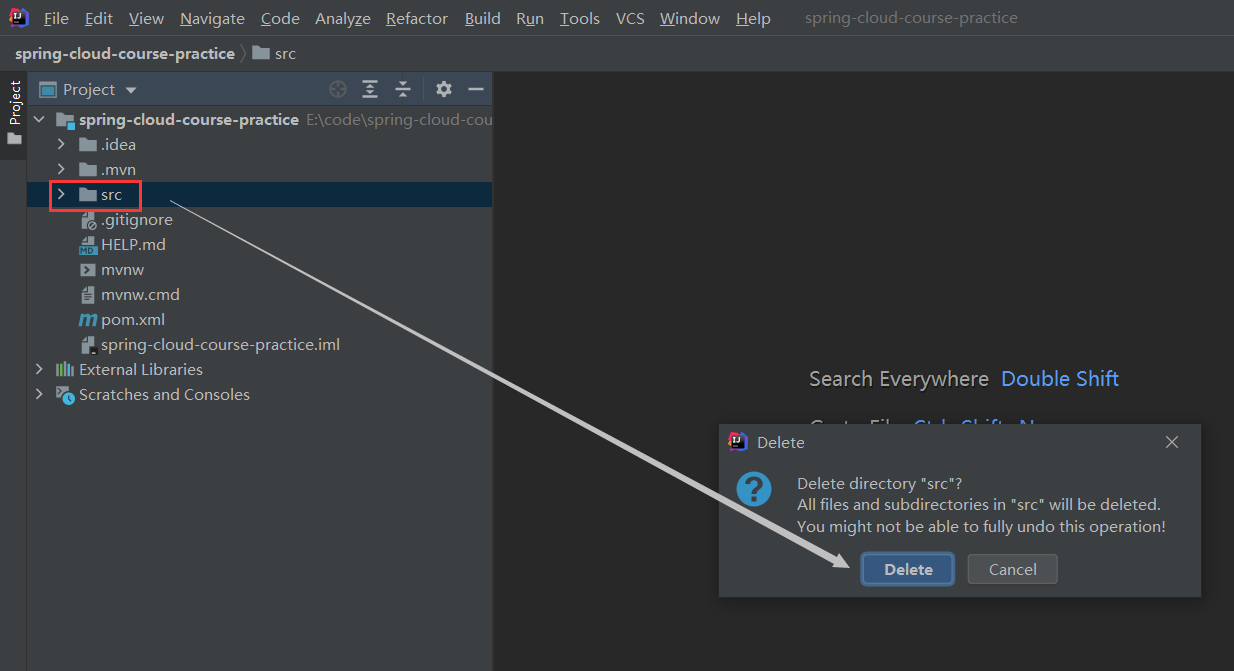 File Edit View Navigate Code Analyze Refactor Build Run Tools VCS Window Help spring-cloud-course-practice
spring-cloud-course-practice src
Project
Project
spring-cloud-course-practice E:\code\spring-cloud-cou
.idea
.mvn
src
.gitignore
HELP.md
mvnw
mvnw.cmd
pom.xml
spring-cloud-course-practice.iml
External Libraries
Scratches and Consoles
Search Everywhere Double Shift
Delete
Delete directory "src"?
All files and subdirectories in "src" will be deleted.
You might not be able to fully undo this operation!
Delete Cancel